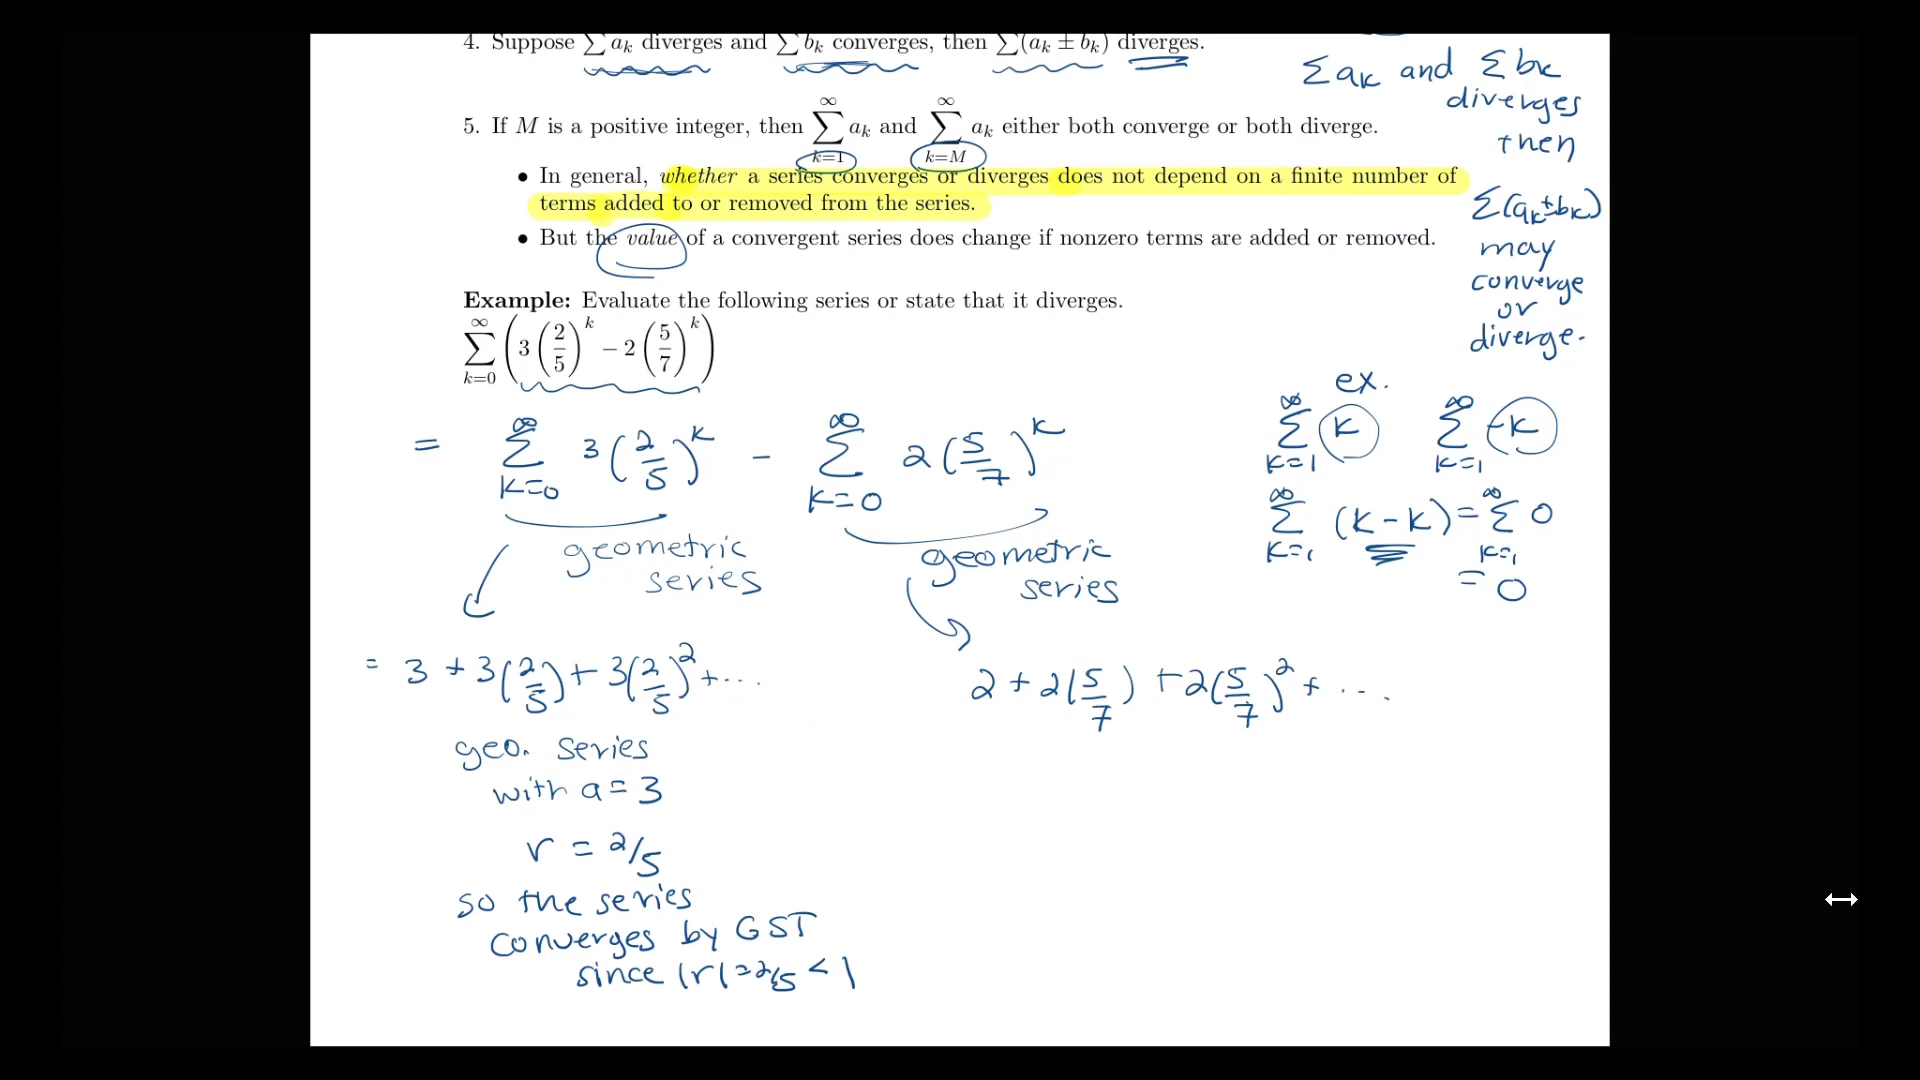 4. Suppose ∑ aₖ diverges and ∑ bₖ converges, then ∑(aₖ ± bₖ) diverges.
5. If M is a positive integer, then ∑_{k=1}^{∞} aₖ and ∑_{k=M}^{∞} aₖ either both converge or both diverge.
• In general, whether a series converges or diverges does not depend on a finite number of
terms added to or removed from the series.
• But the value of a convergent series does change if nonzero terms are added or removed.
Example: Evaluate the following series or state that it diverges.
∑_{k=0}^{∞} (3(2/5)^k − 2(5/7)^k)
= ∑_{k=0}^{∞} 3(2/5)^k − ∑_{k=0}^{∞} 2(5/7)^k
geometric
series
geometric
series
= 3 + 3(2/5) + 3(2/5)^2 + ...
geo. series
with a = 3
r = 2/5
so the series
converges by GST
since |r| = 2/5 < 1
2 + 2(5/7) + 2(5/7)^2 + ...
∑aₖ and ∑bₖ
diverges
then
∑(aₖ±bₖ)
may
converge
or
diverge.
ex.
∑_{k=1}^{∞} k ∑_{k=1}^{∞} -k
∑_{k=1}^{∞} (k-k) = ∑_{k=1}^{∞} 0
= 0